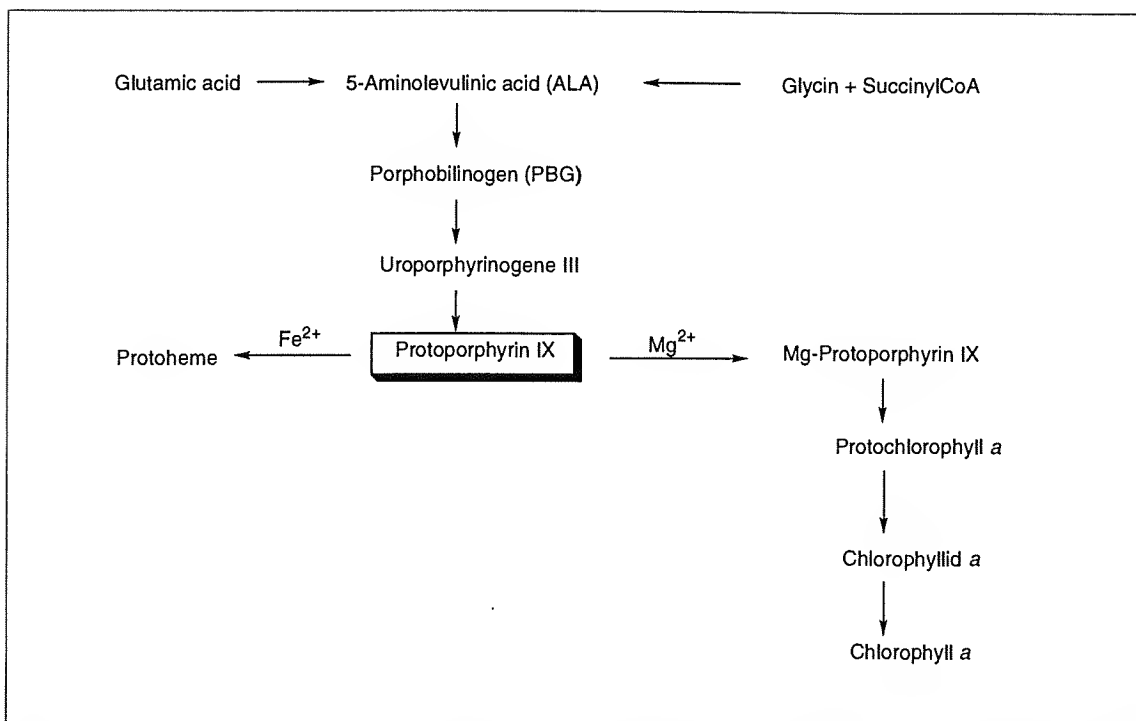 Glutamic acid 5-Aminolevulinic acid (ALA) Glycin + SuccinylCoA
Porphobilinogen (PBG)
Uroporphyrinogene III
Fe2+ Mg2+
Protoheme Protoporphyrin IX Mg-Protoporphyrin IX
Protochlorophyll a
Chlorophyllid a
Chlorophyll a